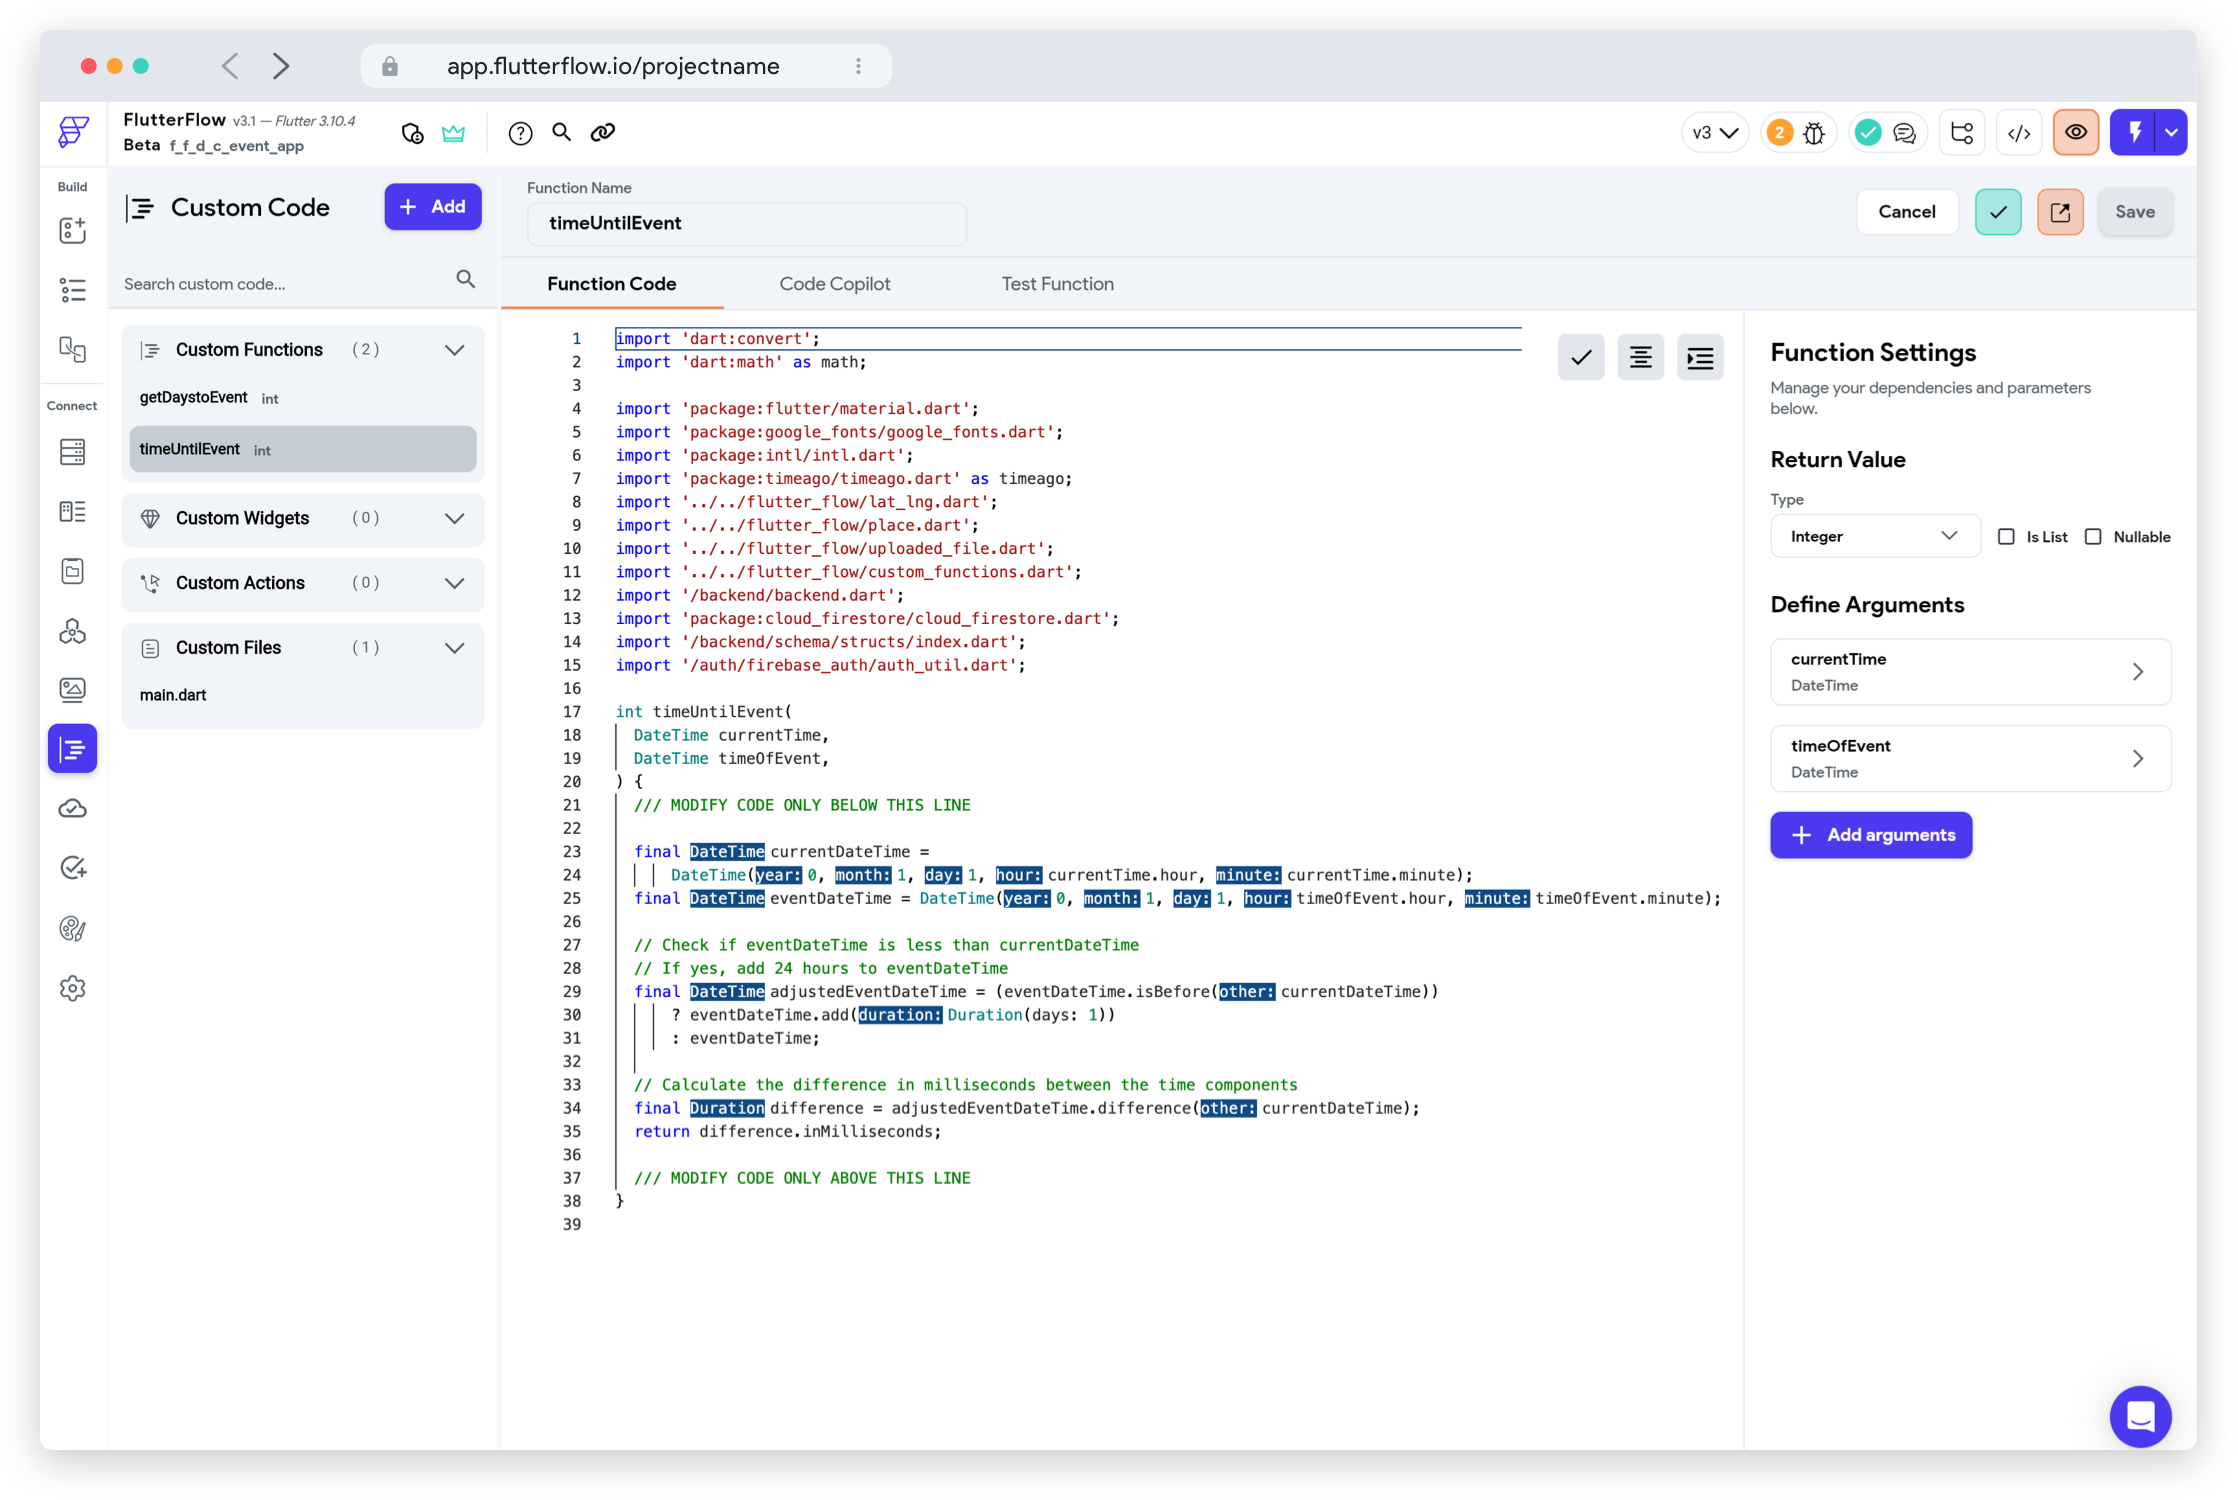 app.flutterflow.io/projectname
FlutterFlow v3.1 — Flutter 3.10.4
Beta f_f_d_c_event_app
v3
2
Build
Connect
Custom Code
+ Add
Search custom code...
Custom Functions (2)
getDaystoEvent int
timeUntilEvent int
Custom Widgets (0)
Custom Actions (0)
Custom Files (1)
main.dart
Function Name
timeUntilEvent
Cancel
Save
Function Code
Code Copilot
Test Function
1 import 'dart:convert';
2 import 'dart:math' as math;
3
4 import 'package:flutter/material.dart';
5 import 'package:google_fonts/google_fonts.dart';
6 import 'package:intl/intl.dart';
7 import 'package:timeago/timeago.dart' as timeago;
8 import '../../flutter_flow/lat_lng.dart';
9 import '../../flutter_flow/place.dart';
10 import '../../flutter_flow/uploaded_file.dart';
11 import '../../flutter_flow/custom_functions.dart';
12 import '/backend/backend.dart';
13 import 'package:cloud_firestore/cloud_firestore.dart';
14 import '/backend/schema/structs/index.dart';
15 import '/auth/firebase_auth/auth_util.dart';
16
17 int timeUntilEvent(
18 DateTime currentTime,
19 DateTime timeOfEvent,
20 ) {
21 /// MODIFY CODE ONLY BELOW THIS LINE
22
23 final DateTime currentDateTime =
24 DateTime(year: 0, month: 1, day: 1, hour: currentTime.hour, minute: currentTime.minute);
25 final DateTime eventDateTime = DateTime(year: 0, month: 1, day: 1, hour: timeOfEvent.hour, minute: timeOfEvent.minute);
26
27 // Check if eventDateTime is less than currentDateTime
28 // If yes, add 24 hours to eventDateTime
29 final DateTime adjustedEventDateTime = (eventDateTime.isBefore(other: currentDateTime))
30 ? eventDateTime.add(duration: Duration(days: 1))
31 : eventDateTime;
32
33 // Calculate the difference in milliseconds between the time components
34 final Duration difference = adjustedEventDateTime.difference(other: currentDateTime);
35 return difference.inMilliseconds;
36
37 /// MODIFY CODE ONLY ABOVE THIS LINE
38 }
39
Function Settings
Manage your dependencies and parameters
below.
Return Value
Type
Integer
Is List
Nullable
Define Arguments
currentTime
DateTime
timeOfEvent
DateTime
+ Add arguments